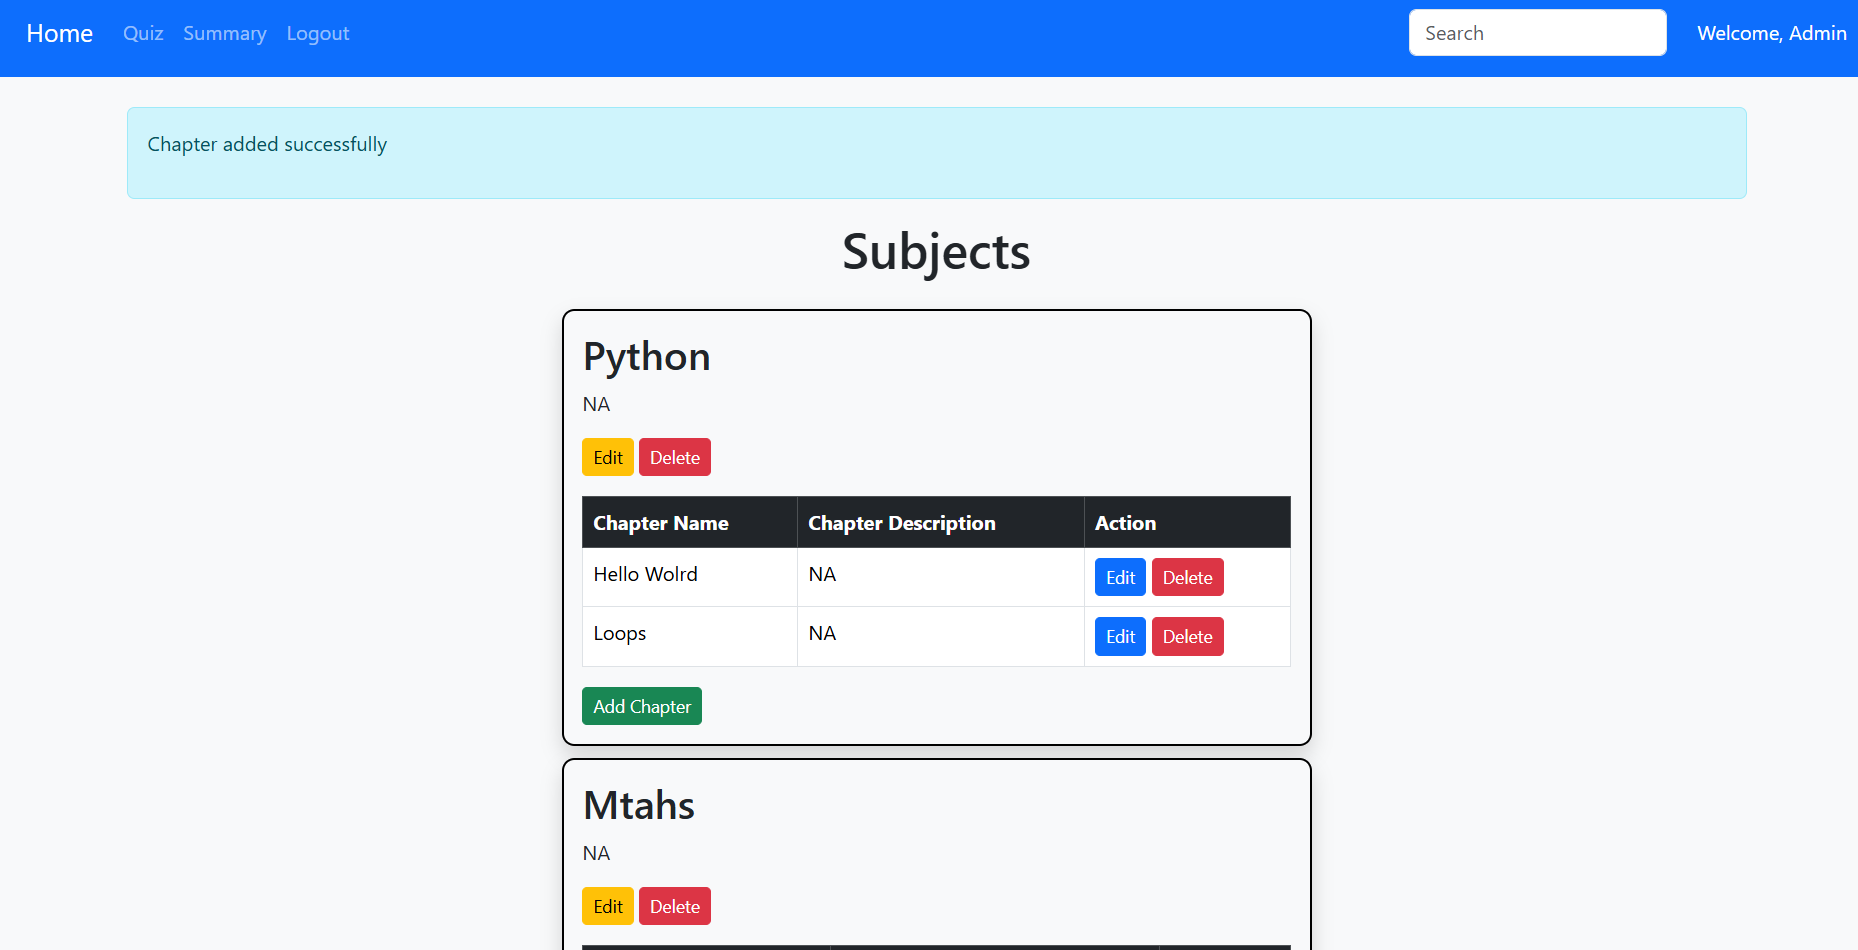 Home Quiz Summary Logout Search Welcome, Admin
Chapter added successfully
Subjects
Python
NA
Edit Delete
Chapter Name Chapter Description Action
Hello Wolrd NA Edit Delete
Loops NA Edit Delete
Add Chapter
Mtahs
NA
Edit Delete